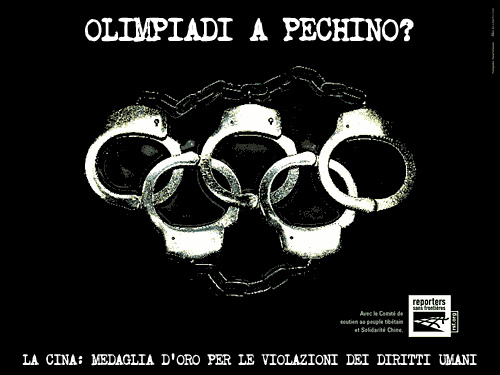 OLIMPIADI A PECHINO?
Avec le Comité de
soutien au peuple tibétain
et Solidarité Chine.
reporters
sans frontières
rsf.org
LA CINA: MEDAGLIA D'ORO PER LE VIOLAZIONI DEI DIRITTI UMANI